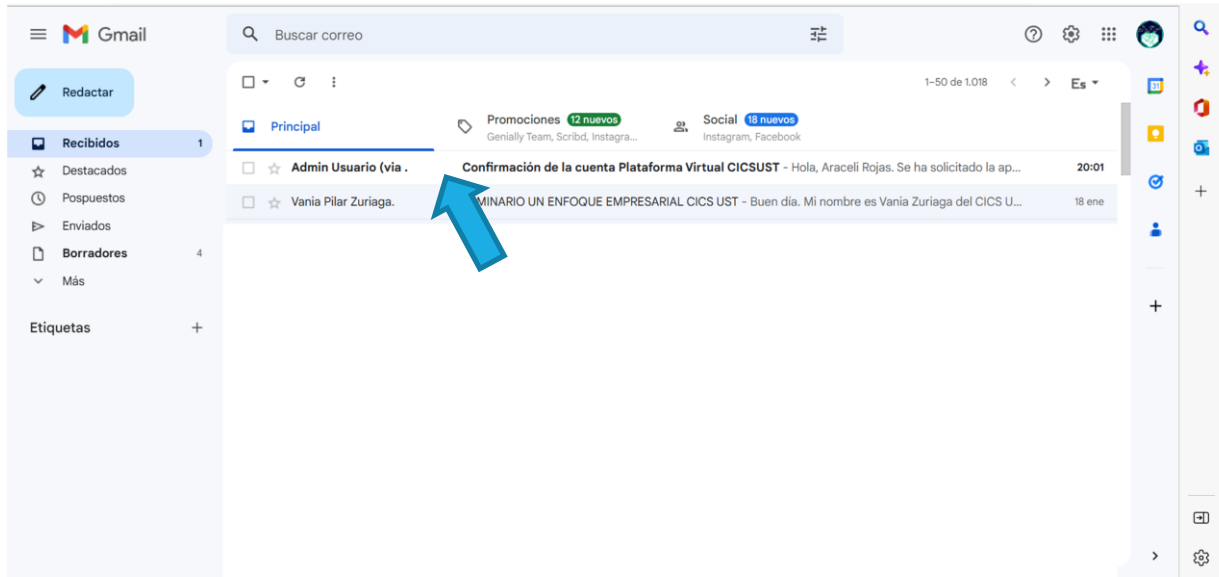 Gmail
Buscar correo
Redactar
1–50 de 1.018
Es
Recibidos 1
Destacados
Pospuestos
Enviados
Borradores 4
Más
Etiquetas
Principal
Promociones 12 nuevos
Genially Team, Scribd, Instagra...
Social 18 nuevos
Instagram, Facebook
Admin Usuario (via . Confirmación de la cuenta Plataforma Virtual CICSUST - Hola, Araceli Rojas. Se ha solicitado la ap... 20:01
Vania Pilar Zuriaga. MINARIO UN ENFOQUE EMPRESARIAL CICS UST - Buen día. Mi nombre es Vania Zuriaga del CICS U... 18 ene
31